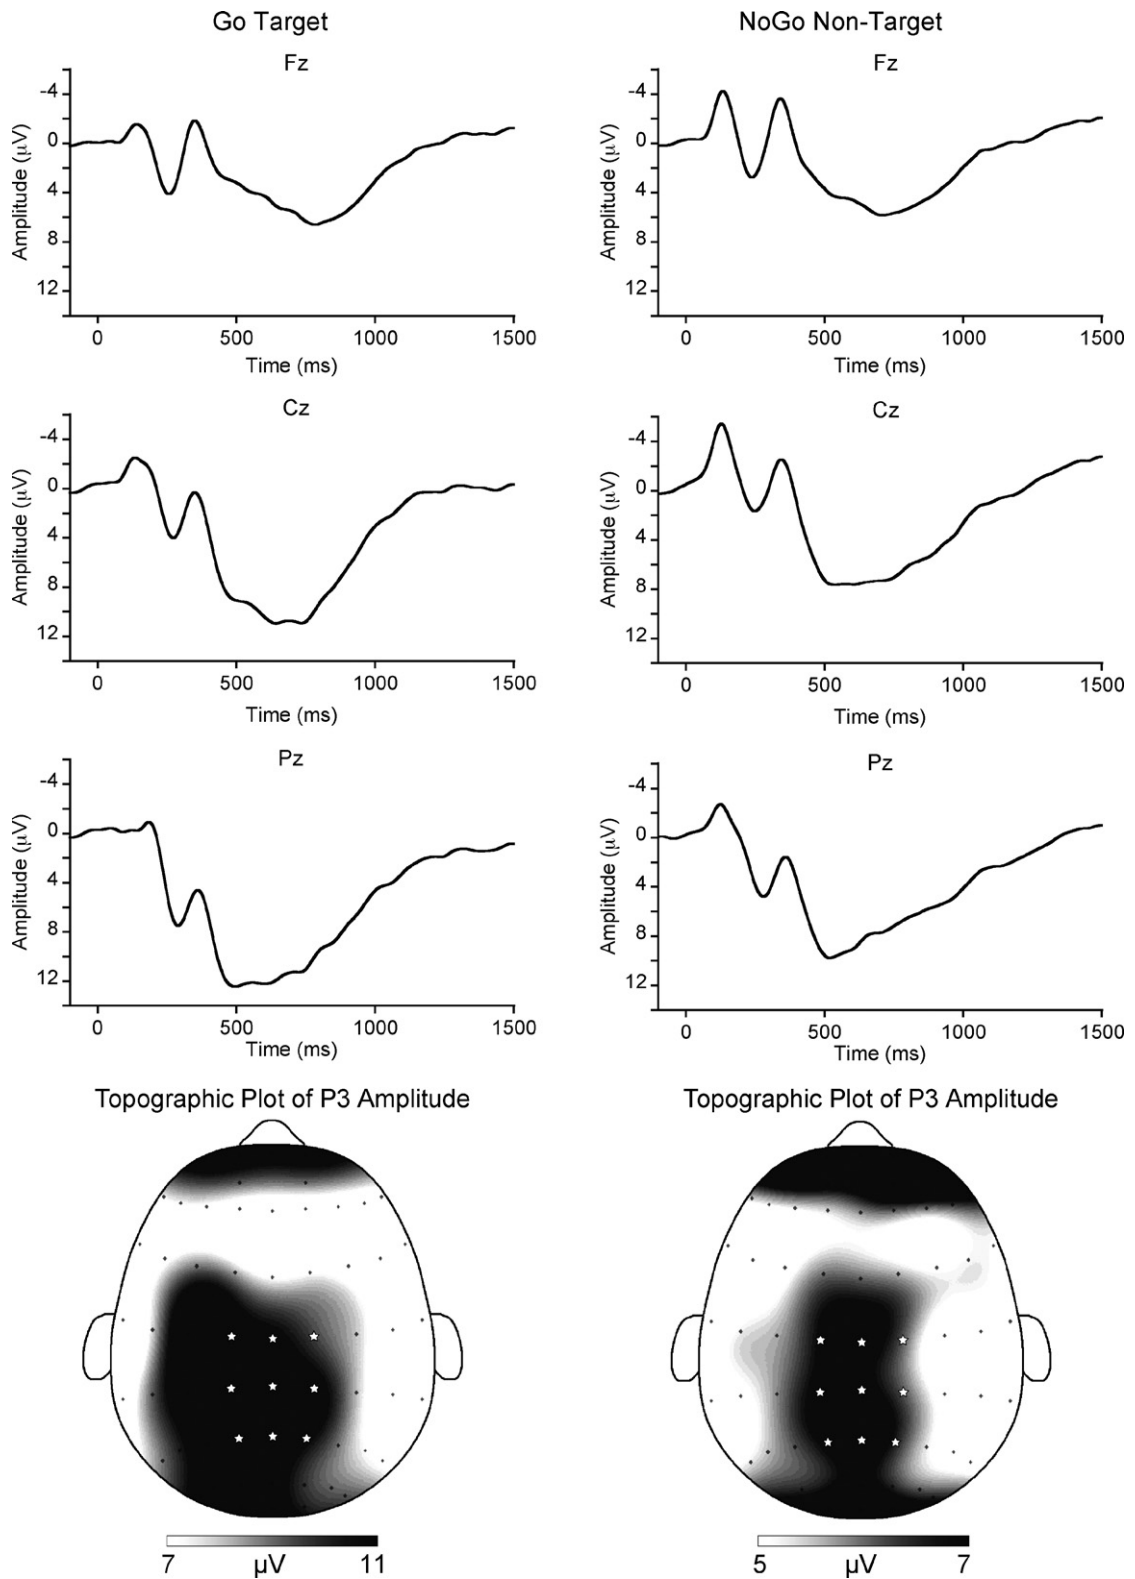 Go Target
NoGo Non-Target
Fz
Fz
Amplitude (μV)
-4
0
4
8
12
0
500
1000
1500
Time (ms)
Amplitude (μV)
-4
0
4
8
12
0
500
1000
1500
Time (ms)
Cz
Cz
Amplitude (μV)
-4
0
4
8
12
0
500
1000
1500
Time (ms)
Amplitude (μV)
-4
0
4
8
12
0
500
1000
1500
Time (ms)
Pz
Pz
Amplitude (μV)
-4
0
4
8
12
0
500
1000
1500
Time (ms)
Amplitude (μV)
-4
0
4
8
12
0
500
1000
1500
Time (ms)
Topographic Plot of P3 Amplitude
Topographic Plot of P3 Amplitude
7 μV 11
5 μV 7